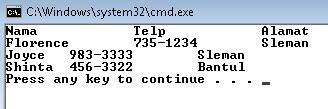 C:\Windows\system32\cmd.exe
Nama Telp Alamat
Florence 735-1234 Sleman
Joyce 983-3333 Sleman
Shinta 456-3322 Bantul
Press any key to continue . . . _